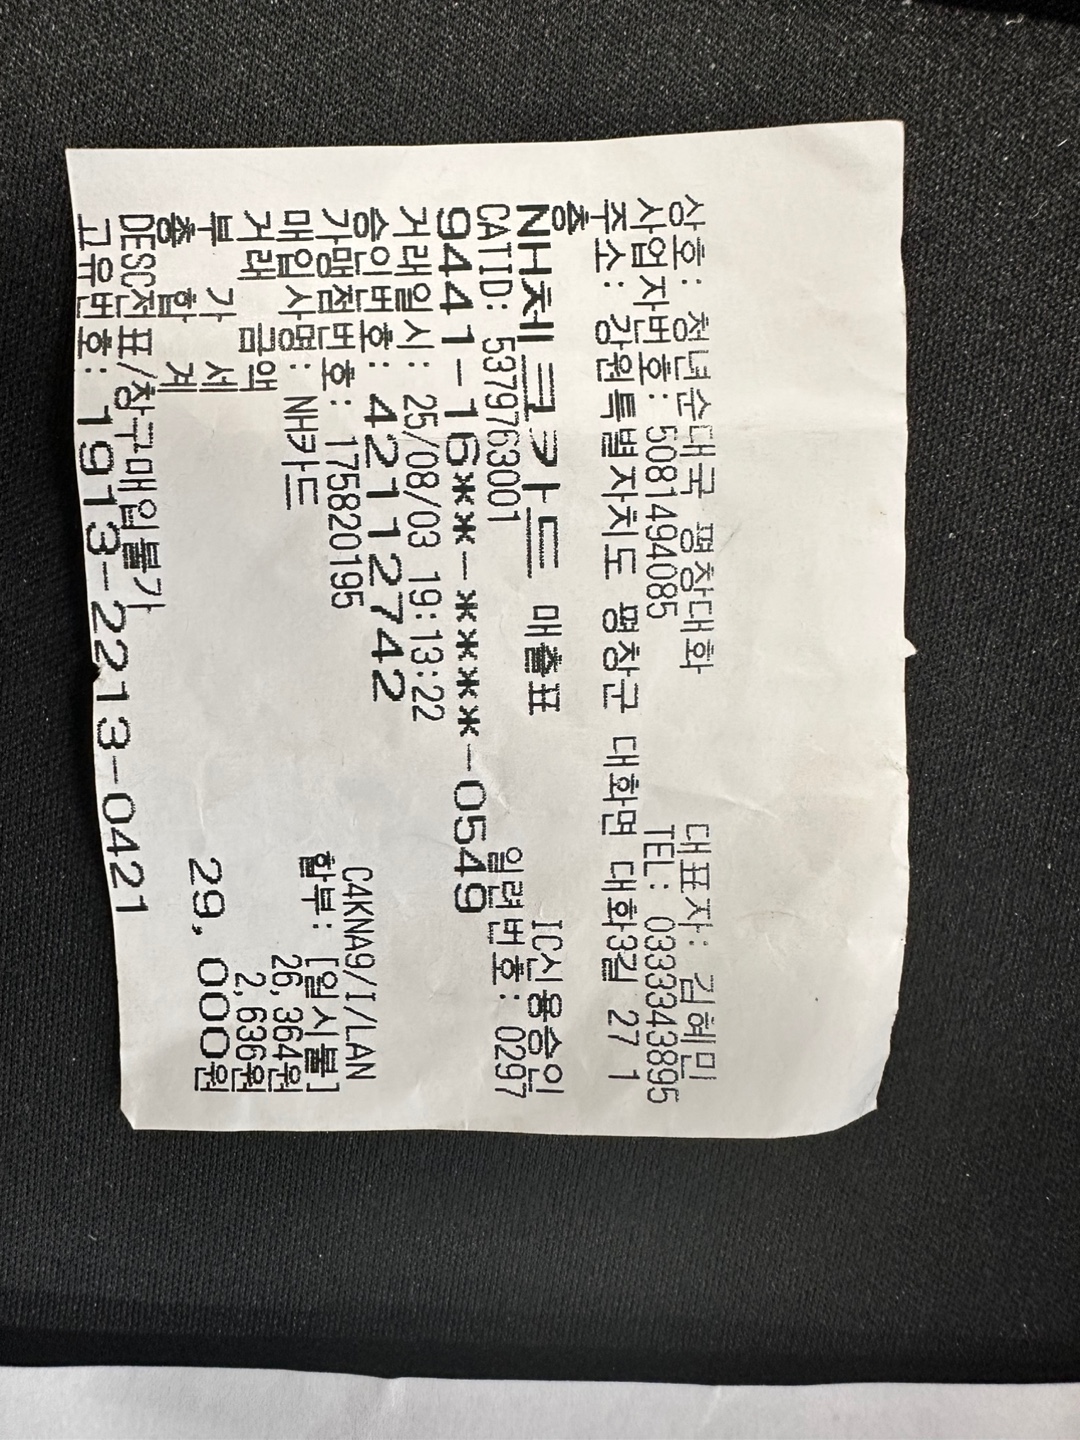 상호: 청년순대국 평창대화 대표자: 김혜민
사업자번호: 5081494085 TEL: 0333343895
주소: 강원특별자치도 평창군 대화면 대화3길 27 1
층
NH체크카드 매출표 IC신용승인
CATID: 537976300​1 일련번호: 0297
9441-16**-****-0549
거래일시: 25/08/03 19:13:22
승인번호: 42112742
가맹점번호: 175820195 C4KNA9/I/LAN
매입사명: NH카드 할부: [일시불]
거래 금액 26,364원
부 가 세 2,636원
총 합 계 29,000원
DESC전표/창구매입불가
고유번호: 1913-2213-0421